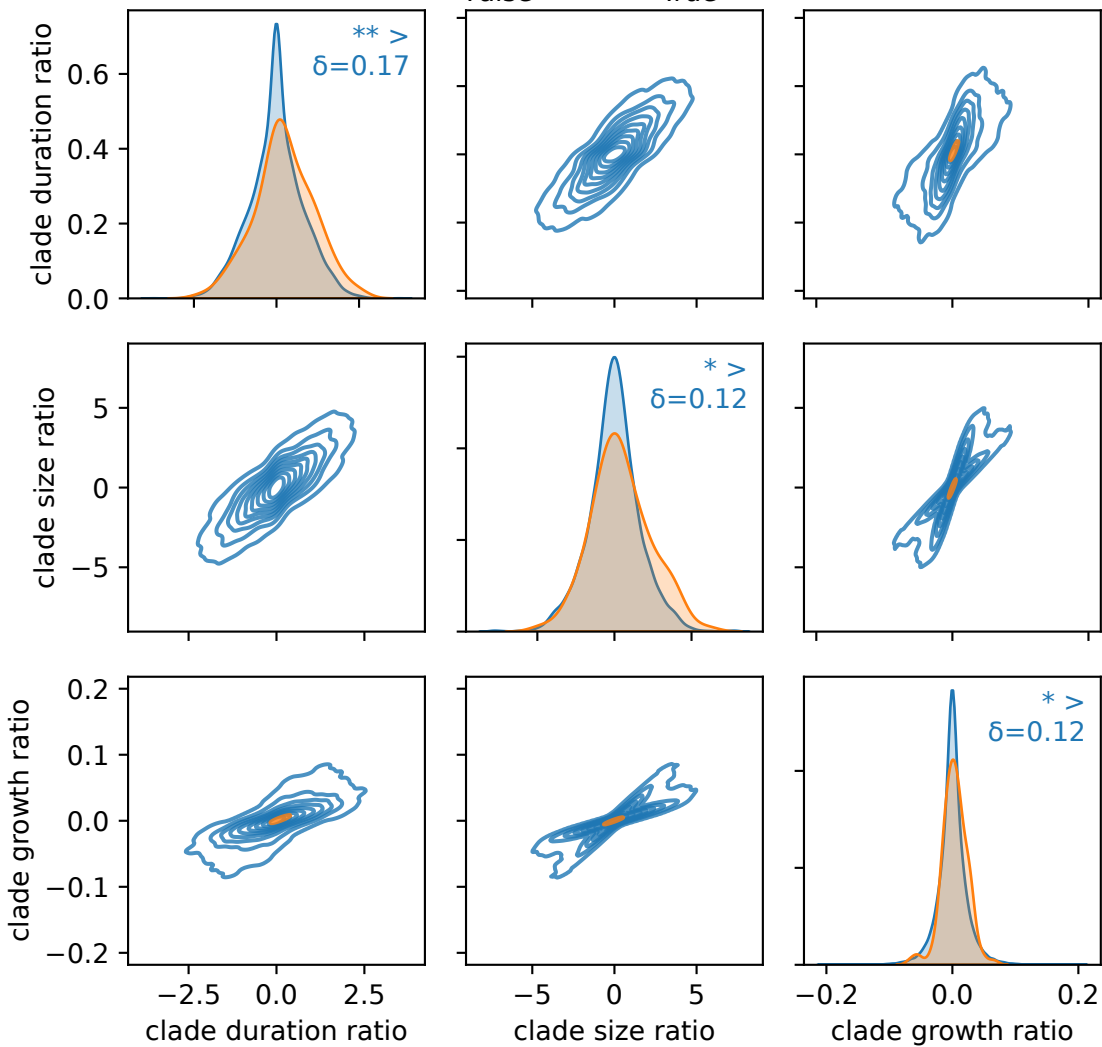 clade duration ratio
0.6
0.4
0.2
0.0
** >
δ=0.17
clade size ratio
5
0
−5
* >
δ=0.12
clade growth ratio
0.2
0.1
0.0
−0.1
−0.2
* >
δ=0.12
−2.5 0.0 2.5
−5 0 5
−0.2 0.0 0.2
clade duration ratio
clade size ratio
clade growth ratio